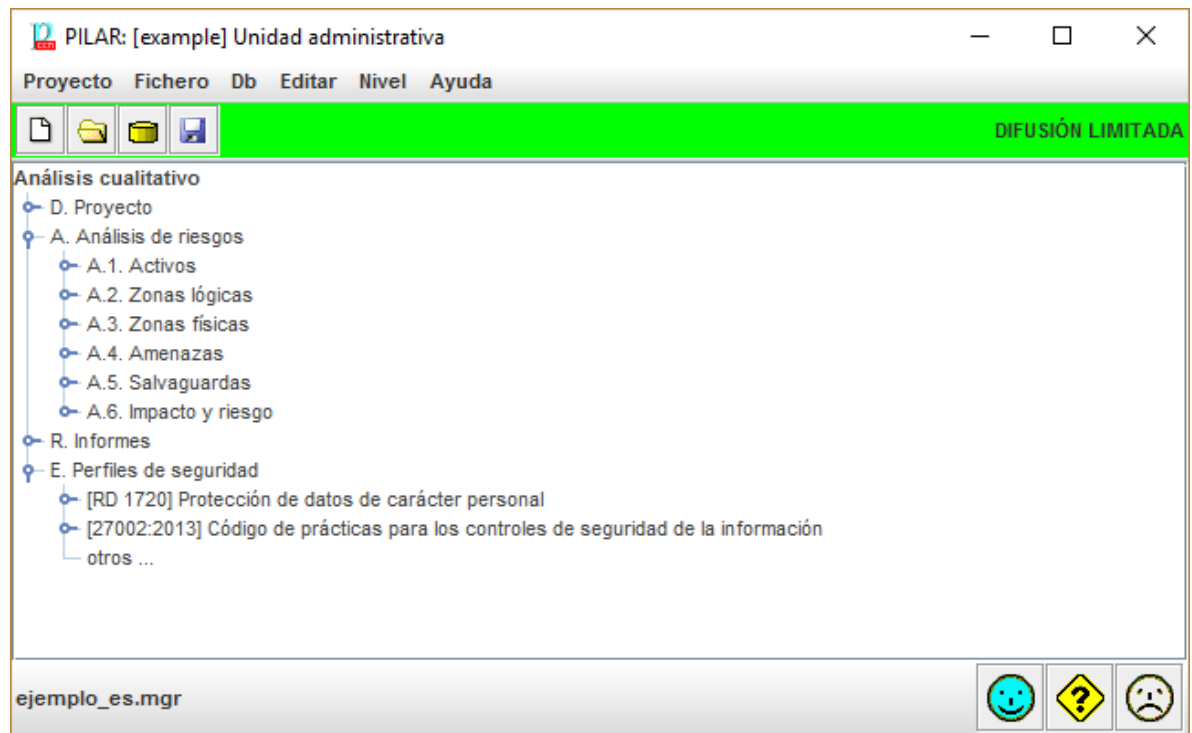 PILAR: [example] Unidad administrativa
Proyecto Fichero Db Editar Nivel Ayuda
DIFUSIÓN LIMITADA
Análisis cualitativo
D. Proyecto
A. Análisis de riesgos
A.1. Activos
A.2. Zonas lógicas
A.3. Zonas físicas
A.4. Amenazas
A.5. Salvaguardas
A.6. Impacto y riesgo
R. Informes
E. Perfiles de seguridad
[RD 1720] Protección de datos de carácter personal
[27002:2013] Código de prácticas para los controles de seguridad de la información
otros ...
ejemplo_es.mgr
?